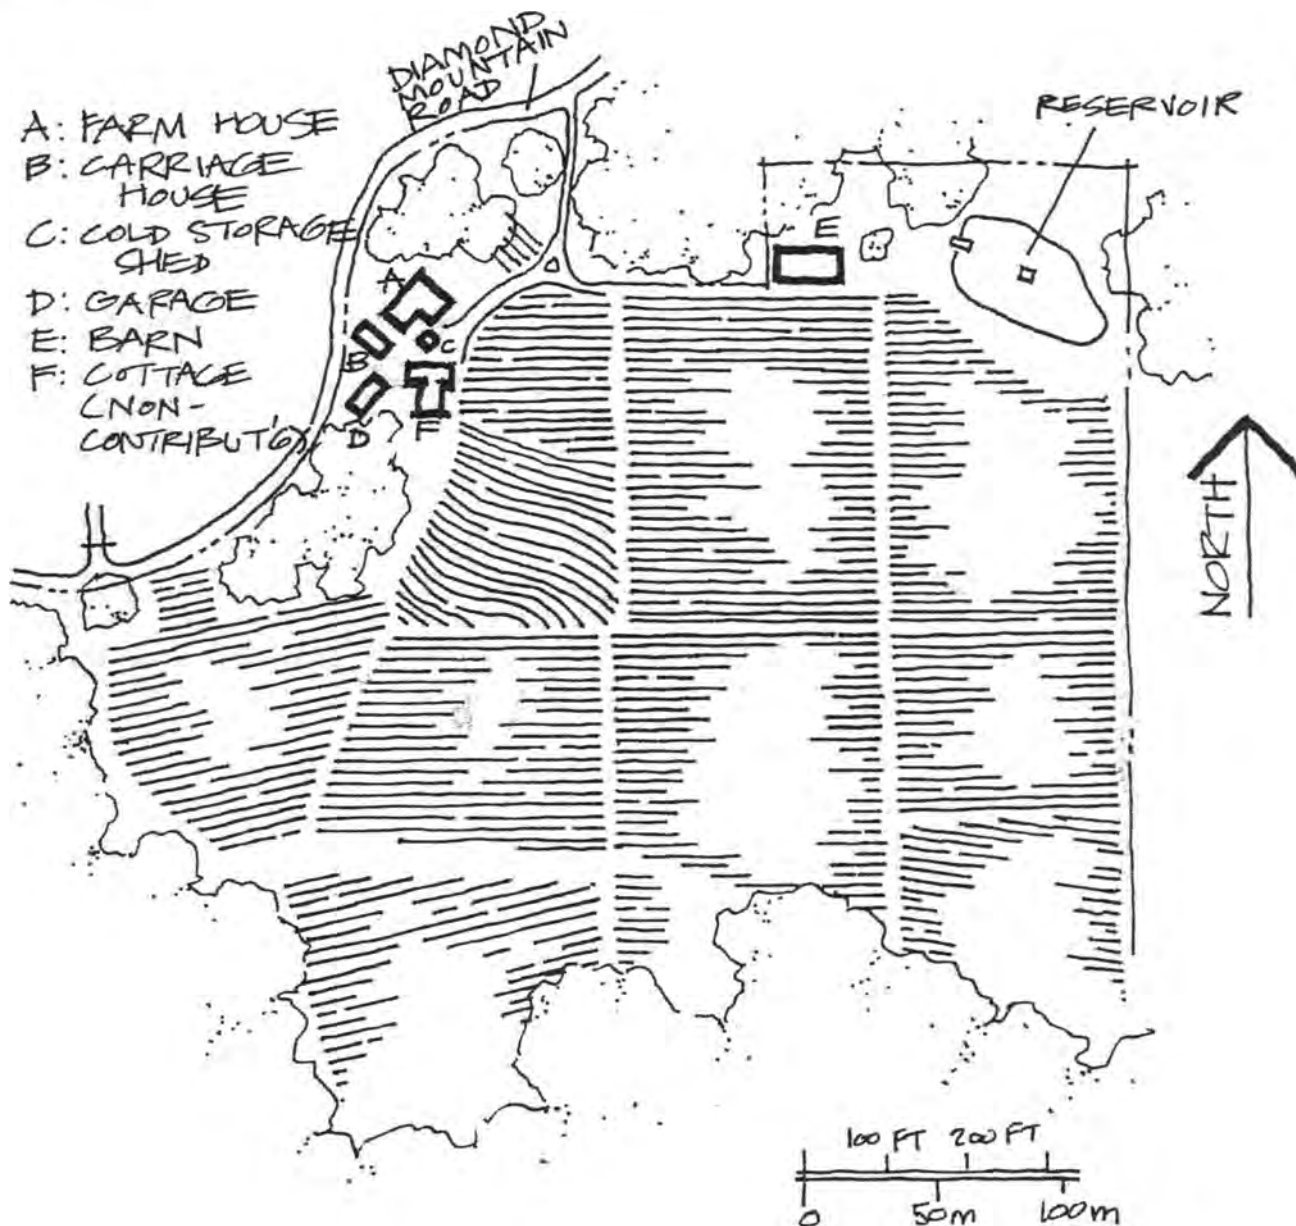 DIAMOND
MOUNTAIN
ROAD
RESERVOIR
A: FARM HOUSE
B: CARRIAGE
HOUSE
C: COLD STORAGE
SHED
D: GARAGE
E: BARN
F: COTTAGE
(NON-
CONTRIBUT'G)
E
A
B
C
D
F
NORTH
100 FT 200 FT
0 50m 100m